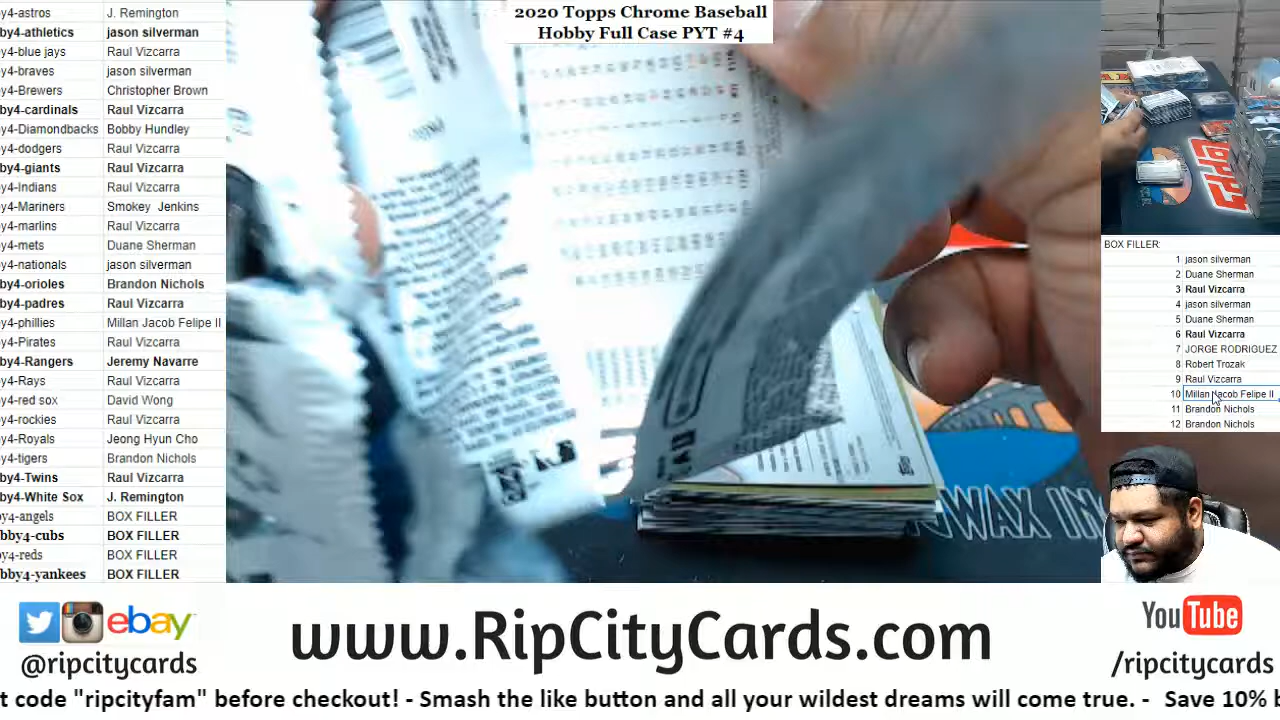 2020 Topps Chrome Baseball
Hobby Full Case PYT #4
y4-astros J. Remington
by4-athletics jason silverman
y4-blue jays Raul Vizcarra
y4-braves jason silverman
y4-Brewers Christopher Brown
by4-cardinals Raul Vizcarra
y4-Diamondbacks Bobby Hundley
y4-dodgers Raul Vizcarra
by4-giants Raul Vizcarra
y4-Indians Raul Vizcarra
y4-Mariners Smokey Jenkins
y4-marlins Raul Vizcarra
y4-mets Duane Sherman
y4-nationals jason silverman
by4-orioles Brandon Nichols
by4-padres Raul Vizcarra
y4-phillies Millan Jacob Felipe II
y4-Pirates Raul Vizcarra
by4-Rangers Jeremy Navarre
y4-Rays Raul Vizcarra
y4-red sox David Wong
y4-rockies Raul Vizcarra
y4-Royals Jeong Hyun Cho
y4-tigers Brandon Nichols
by4-Twins Raul Vizcarra
by4-White Sox J. Remington
y4-angels BOX FILLER
bby4-cubs BOX FILLER
y4-reds BOX FILLER
bby4-yankees BOX FILLER
TOPPS
WAX IN
BOX FILLER:
1 jason silverman
2 Duane Sherman
3 Raul Vizcarra
4 jason silverman
5 Duane Sherman
6 Raul Vizcarra
7 JORGE RODRIGUEZ
8 Robert Trozak
9 Raul Vizcarra
10 Millan Jacob Felipe II
11 Brandon Nichols
12 Brandon Nichols
ebay
@ripcitycards
www.RipCityCards.com
YouTube
/ripcitycards
t code "ripcityfam" before checkout! - Smash the like button and all your wildest dreams will come true. - Save 10% b